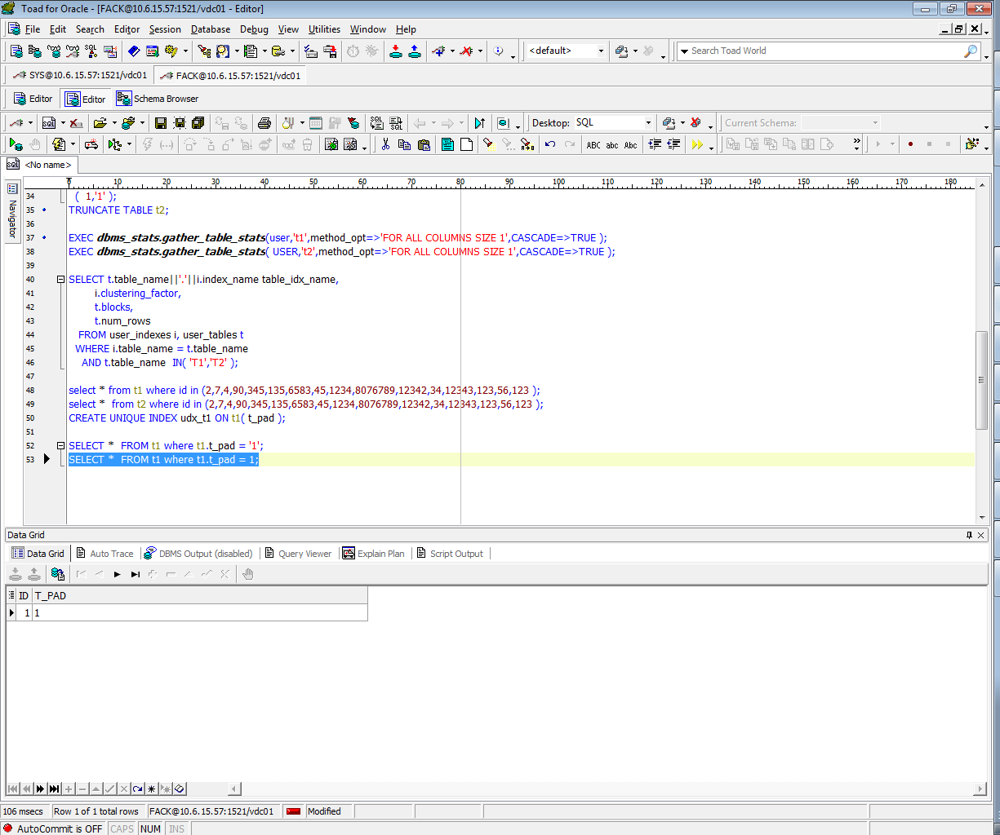 Toad for Oracle - [FACK@10.6.15.57:1521/vdc01 - Editor]
File Edit Search Editor Session Database Debug View Utilities Window Help
<default> Search Toad World
SYS@10.6.15.57:1521/vdc01 FACK@10.6.15.57:1521/vdc01
Editor Editor Schema Browser
Desktop: SQL Current Schema:
ABC abc Abc
<No name>
0 10 20 30 40 50 60 70 80 90 100 110 120 130 140 150 160 170 180
Navigator
34 ( 1,'1' );
35 TRUNCATE TABLE t2;
36
37 EXEC dbms_stats.gather_table_stats(user,'t1',method_opt=>'FOR ALL COLUMNS SIZE 1',CASCADE=>TRUE );
38 EXEC dbms_stats.gather_table_stats( USER,'t2',method_opt=>'FOR ALL COLUMNS SIZE 1',CASCADE=>TRUE );
39
40 SELECT t.table_name||'.'||i.index_name table_idx_name,
41 i.clustering_factor,
42 t.blocks,
43 t.num_rows
44 FROM user_indexes i, user_tables t
45 WHERE i.table_name = t.table_name
46 AND t.table_name IN( 'T1','T2' );
47
48 select * from t1 where id in (2,7,4,90,345,135,6583,45,1234,8076789,12342,34,12343,123,56,123 );
49 select * from t2 where id in (2,7,4,90,345,135,6583,45,1234,8076789,12342,34,12343,123,56,123 );
50 CREATE UNIQUE INDEX udx_t1 ON t1( t_pad );
51
52 SELECT * FROM t1 where t1.t_pad = '1';
53 SELECT * FROM t1 where t1.t_pad = 1;
Data Grid
Data Grid Auto Trace DBMS Output (disabled) Query Viewer Explain Plan Script Output
ID T_PAD
1 1
106 msecs Row 1 of 1 total rows FACK@10.6.15.57:1521/vdc01 Modified
AutoCommit is OFF CAPS NUM INS